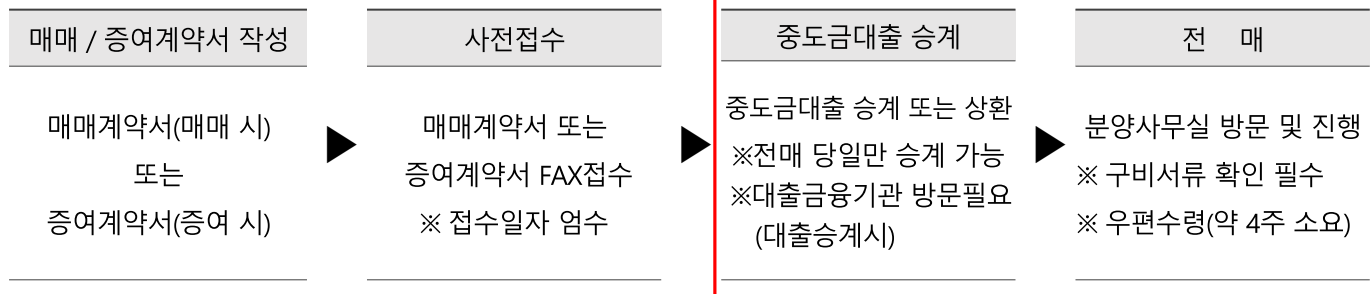 매매 / 증여계약서 작성
매매계약서(매매 시)
또는
증여계약서(증여 시)
사전접수
매매계약서 또는
증여계약서 FAX접수
※ 접수일자 엄수
중도금대출 승계
중도금대출 승계 또는 상환
※전매 당일만 승계 가능
※대출금융기관 방문필요
(대출승계시)
전 매
분양사무실 방문 및 진행
※ 구비서류 확인 필수
※ 우편수령(약 4주 소요)